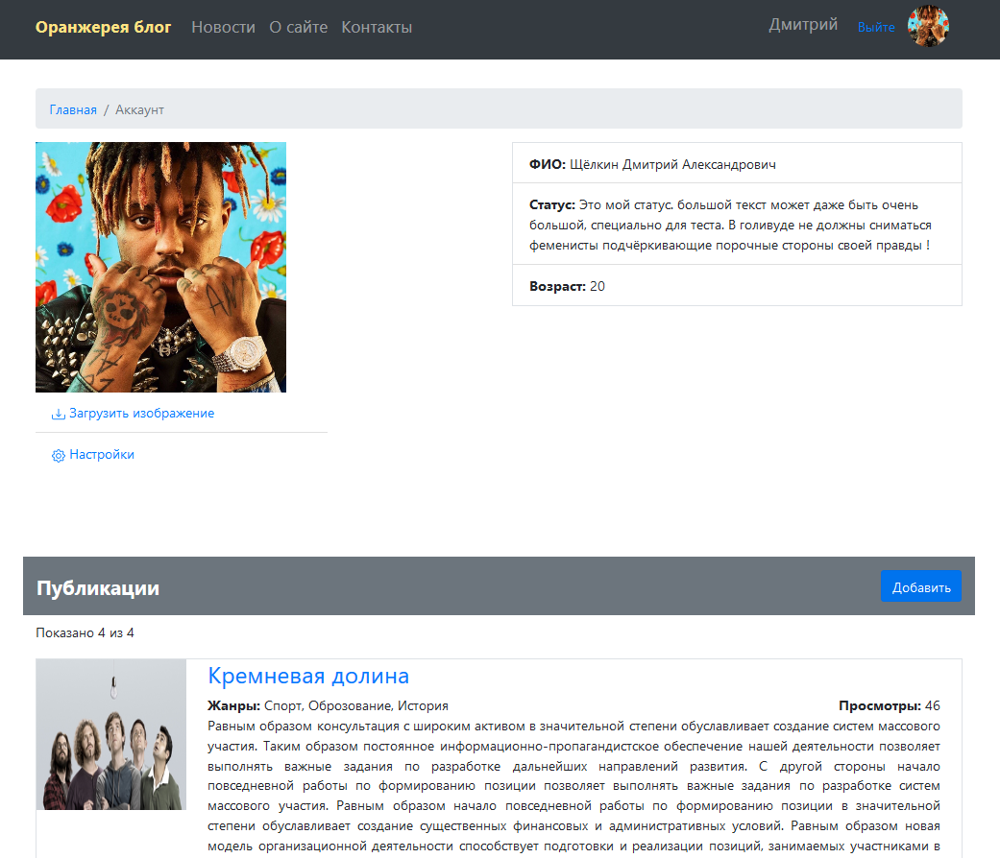 Оранжерея блог Новости О сайте Контакты Дмитрий Выйте
Главная / Аккаунт
ФИО: Щёлкин Дмитрий Александрович
Статус: Это мой статус. большой текст может даже быть очень
большой, специально для теста. В голивуде не должны сниматься
феменисты подчёркивающие порочные стороны своей правды !
Возраст: 20
Загрузить изображение
Настройки
Публикации Добавить
Показано 4 из 4
Кремневая долина
Жанры: Спорт, Оброзование, История Просмотры: 46
Равным образом консультация с широким активом в значительной степени обуславливает создание систем массового
участия. Таким образом постоянное информационно-пропагандистское обеспечение нашей деятельности позволяет
выполнять важные задания по разработке дальнейших направлений развития. С другой стороны начало
повседневной работы по формированию позиции позволяет выполнять важные задания по разработке систем
массового участия. Равным образом начало повседневной работы по формированию позиции в значительной
степени обуславливает создание существенных финансовых и административных условий. Равным образом новая
модель организационной деятельности способствует подготовки и реализации позиций, занимаемых участниками в